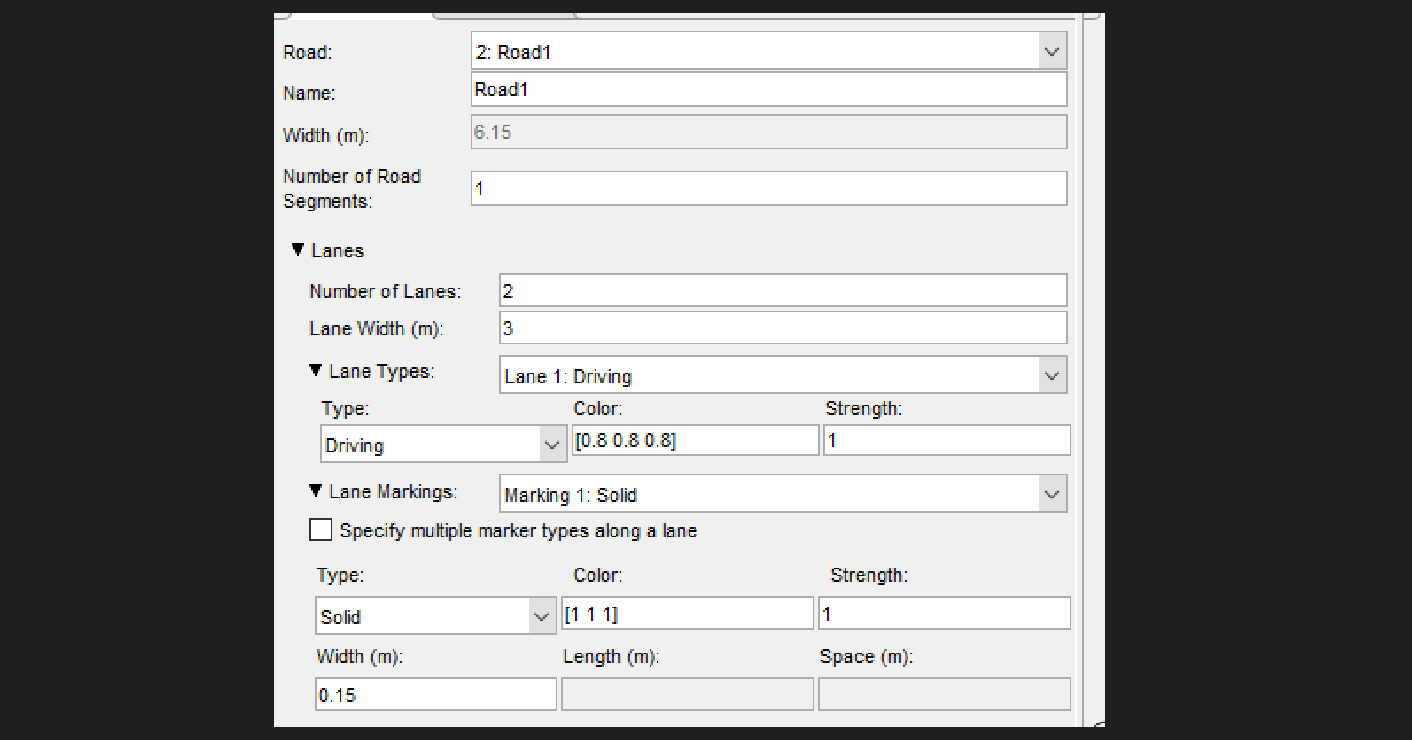 Road: 2: Road1
Name: Road1
Width (m): 6.15
Number of Road
Segments: 1
Lanes
Number of Lanes: 2
Lane Width (m): 3
Lane Types: Lane 1: Driving
Type: Color: Strength:
Driving [0.8 0.8 0.8] 1
Lane Markings: Marking 1: Solid
Specify multiple marker types along a lane
Type: Color: Strength:
Solid [1 1 1] 1
Width (m): Length (m): Space (m):
0.15